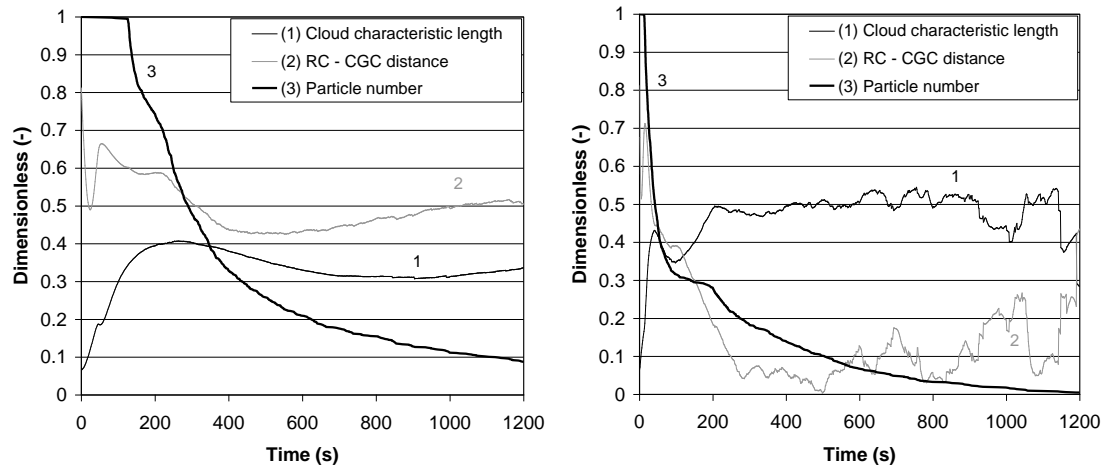 (1) Cloud characteristic length
(2) RC - CGC distance
(3) Particle number
3
2
1
Dimensionless (-)
1
0.9
0.8
0.7
0.6
0.5
0.4
0.3
0.2
0.1
0
0 200 400 600 800 1000 1200
Time (s)
(1) Cloud characteristic length
(2) RC - CGC distance
(3) Particle number
3
1
2
Dimensionless (-)
1
0.9
0.8
0.7
0.6
0.5
0.4
0.3
0.2
0.1
0
0 200 400 600 800 1000 1200
Time (s)